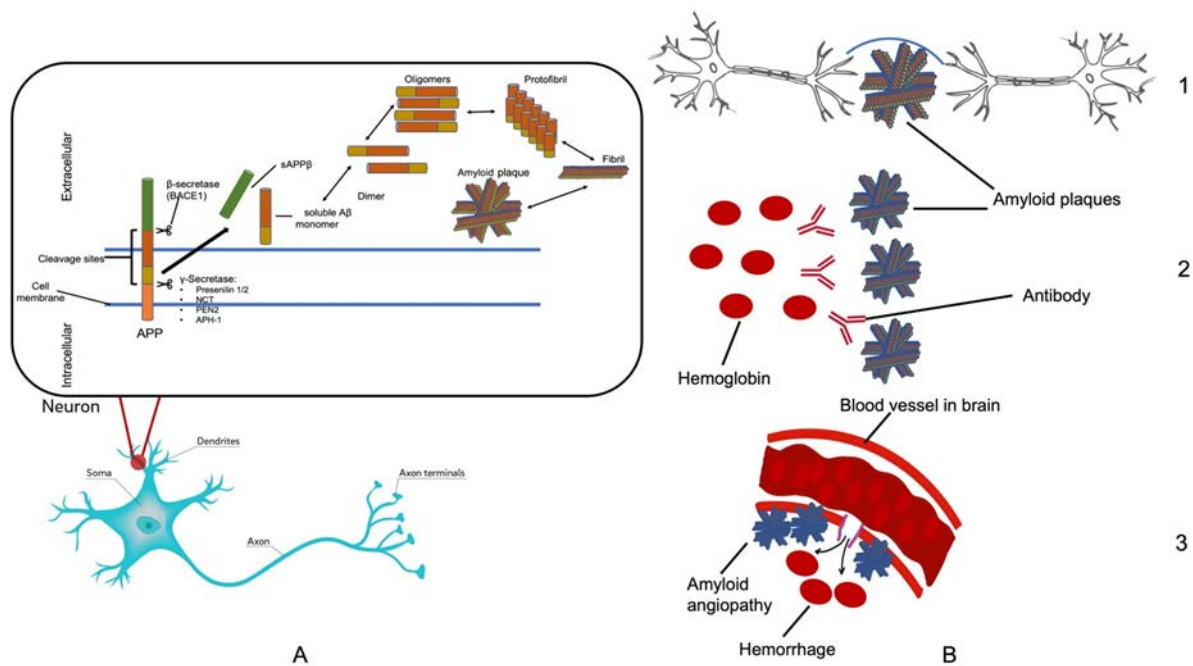 Extracellular
Intracellular
Oligomers
Protofibril
Fibril
Dimer
Amyloid plaque
sAPPβ
soluble Aβ
monomer
β-secretase
(BACE1)
Cleavage sites
γ-Secretase:
• Presenilin 1/2
• NCT
• PEN2
• APH-1
Cell
membrane
APP
Neuron
Dendrites
Soma
Axon terminals
Axon
A
1
Amyloid plaques
2
Antibody
Hemoglobin
Blood vessel in brain
3
Amyloid
angiopathy
Hemorrhage
B